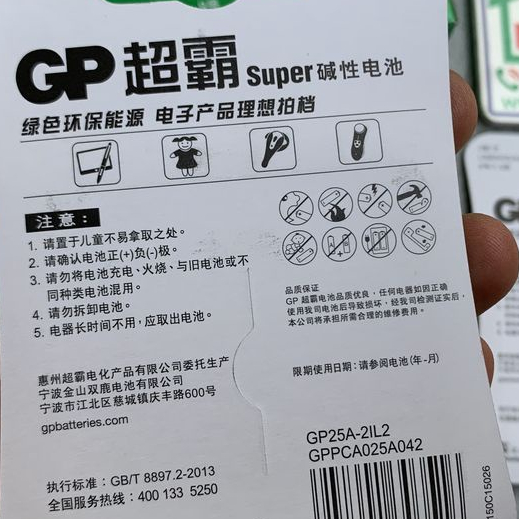 GP超霸 Super 碱性电池
绿色环保能源 电子产品理想拍档
注意：
1. 请置于儿童不易拿取之处。
2. 请确认电池正(+)负(-)极。
3. 请勿将电池充电、火烧、与旧电池或不
同种类电池混用。
4. 请勿拆卸电池。
5. 电器长时间不用，应取出电池。
品质保证
GP 超霸电池品质优良，任何电器如因正确
使用我司电池后导致损坏，经我司检测证实后，
本公司将承担所需合理的维修费用。
限期使用日期：请参阅电池(年-月)
惠州超霸电化产品有限公司委托生产
宁波金山双鹿电池有限公司
宁波市江北区慈城镇庆丰路600号
gpbatteries.com
GP25A-2IL2
GPPCA025A042
执行标准：GB/T 8897.2-2013
全国服务热线：400 133 5250
150C15026